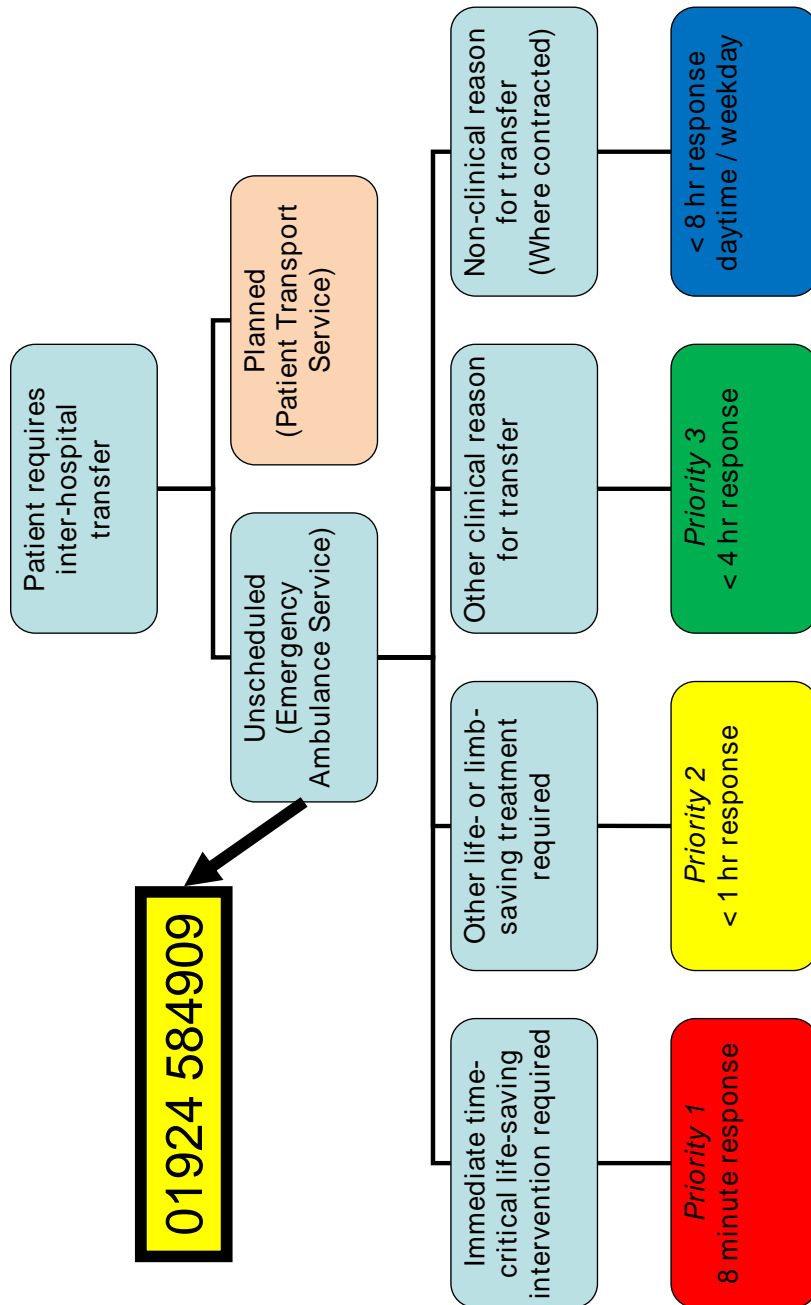 Patient requires
inter-hospital
transfer
Unscheduled
(Emergency
Ambulance Service)
Planned
(Patient Transport
Service)
01924 584909
Immediate time-
critical life-saving
intervention required
Other life- or limb-
saving treatment
required
Other clinical reason
for transfer
Non-clinical reason
for transfer
(Where contracted)
Priority 1
8 minute response
Priority 2
< 1 hr response
Priority 3
< 4 hr response
< 8 hr response
daytime / weekday